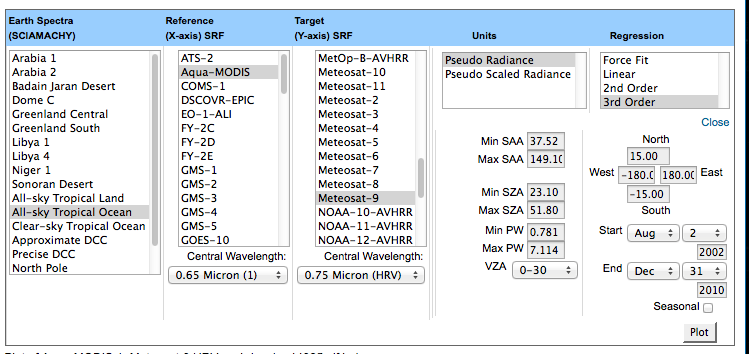 Earth Spectra
(SCIAMACHY)
Reference
(X-axis) SRF
Target
(Y-axis) SRF
Units
Regression
Arabia 1
Arabia 2
Badain Jaran Desert
Dome C
Greenland Central
Greenland South
Libya 1
Libya 4
Niger 1
Sonoran Desert
All-sky Tropical Land
All-sky Tropical Ocean
Clear-sky Tropical Ocean
Approximate DCC
Precise DCC
North Pole
ATS-2
Aqua-MODIS
COMS-1
DSCOVR-EPIC
EO-1-ALI
FY-2C
FY-2D
FY-2E
GMS-1
GMS-2
GMS-3
GMS-4
GMS-5
GOES-10
Central Wavelength:
0.65 Micron (1)
MetOp-B-AVHRR
Meteosat-10
Meteosat-11
Meteosat-2
Meteosat-3
Meteosat-4
Meteosat-5
Meteosat-6
Meteosat-7
Meteosat-8
Meteosat-9
NOAA-10-AVHRR
NOAA-11-AVHRR
NOAA-12-AVHRR
Central Wavelength:
0.75 Micron (HRV)
Pseudo Radiance
Pseudo Scaled Radiance
Min SAA 37.52
Max SAA 149.10
Min SZA 23.10
Max SZA 51.80
Min PW 0.781
Max PW 7.114
VZA 0-30
Force Fit
Linear
2nd Order
3rd Order
Close
North
15.00
West -180.0 180.00 East
-15.00
South
Start Aug 2
2002
End Dec 31
2010
Seasonal
Plot